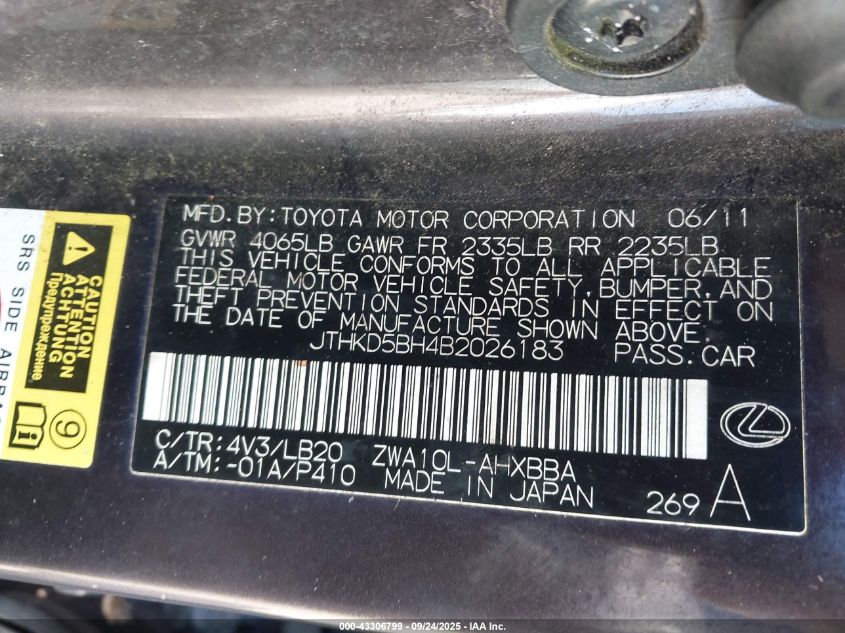 MFD. BY: TOYOTA MOTOR CORPORATION 06/11
GVWR 4065LB GAWR FR 2335LB RR 2235LB
THIS VEHICLE CONFORMS TO ALL APPLICABLE
FEDERAL MOTOR VEHICLE SAFETY, BUMPER, AND
THEFT PREVENTION STANDARDS IN EFFECT ON
THE DATE OF MANUFACTURE SHOWN ABOVE.
JTHKD5BH4B2026183 PASS. CAR
C/TR: 4V3/LB20 ZWA10L-AHXBBA
A/TM: -01A/P410 MADE IN JAPAN
269 A
SRS SIDE AIRBAG
CAUTION
ATTENTION
ACHTUNG
Предупреждение
9
000-43306799 - 09/24/2025 - IAA Inc.